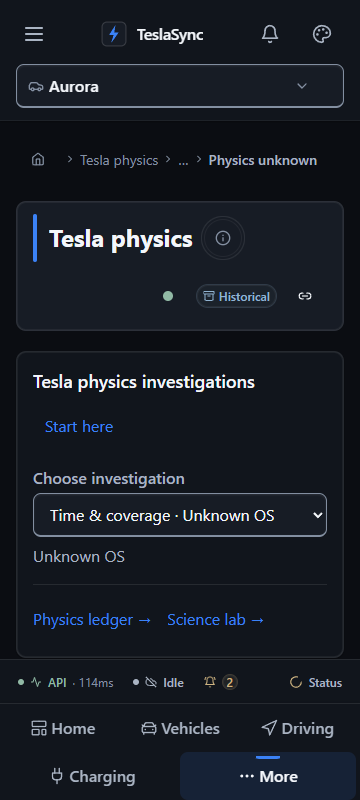 TeslaSync
Aurora
Tesla physics
...
Physics unknown
Tesla physics
Historical
Tesla physics investigations
Start here
Choose investigation
Time & coverage · Unknown OS
Unknown OS
Physics ledger →
Science lab →
API · 114ms
Idle
2
Status
Home
Vehicles
Driving
Charging
More